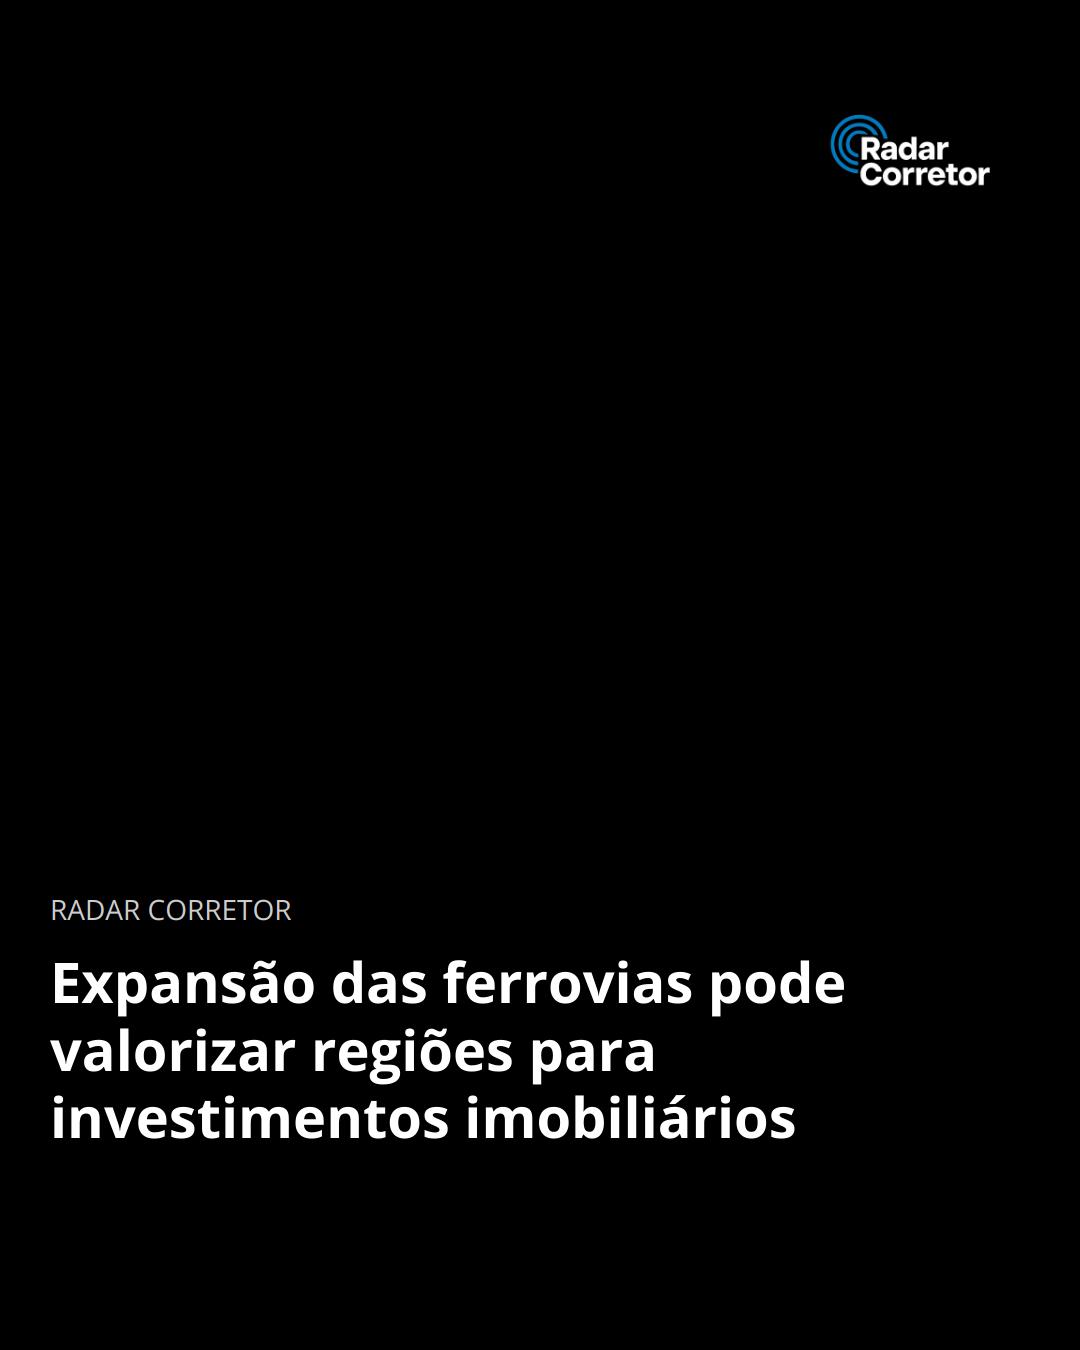 Radar
Corretor
RADAR CORRETOR
Expansão das ferrovias pode
valorizar regiões para
investimentos imobiliários